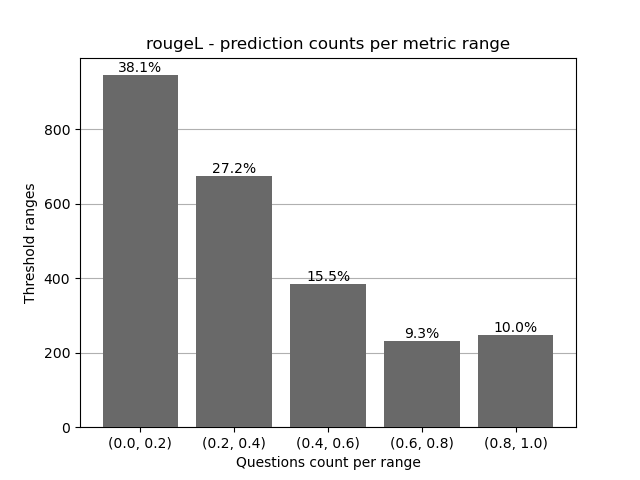 rougeL - prediction counts per metric range
38.1%
27.2%
15.5%
9.3%
10.0%
800
600
400
200
0
Threshold ranges
(0.0, 0.2) (0.2, 0.4) (0.4, 0.6) (0.6, 0.8) (0.8, 1.0)
Questions count per range